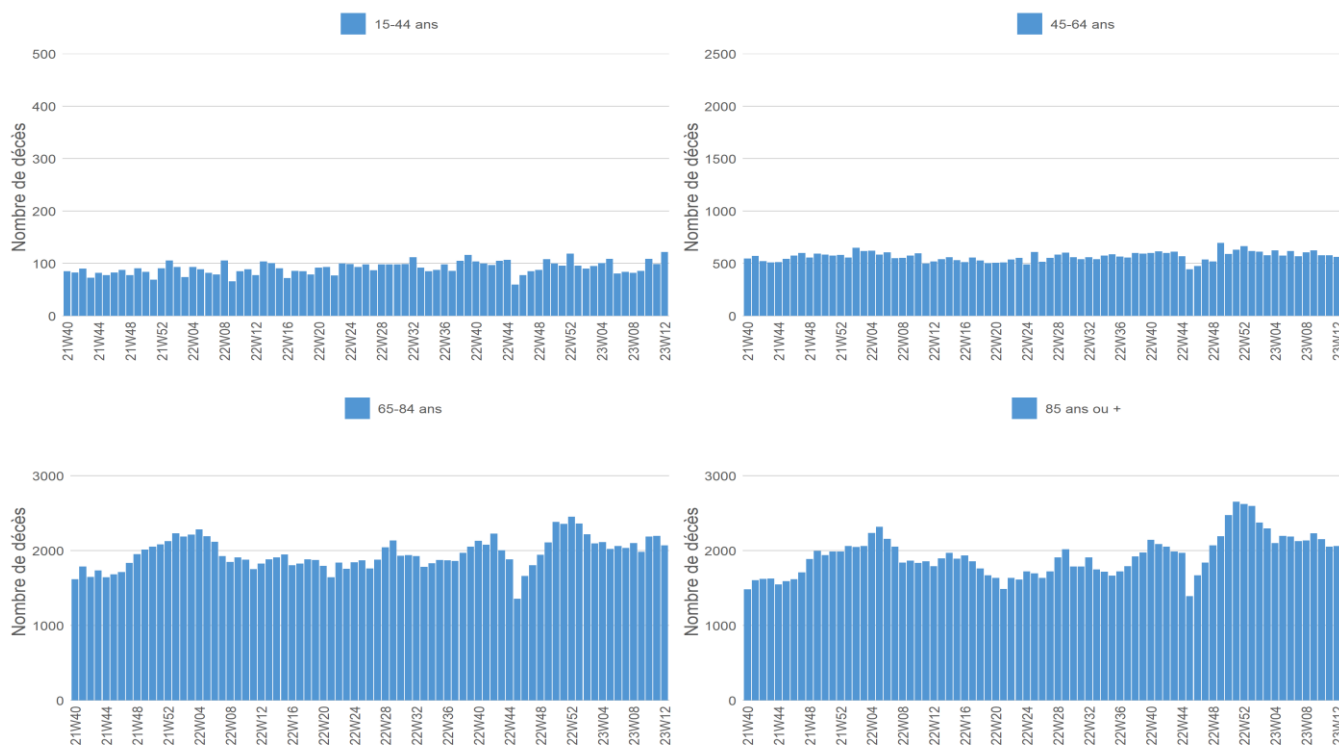 15-44 ans
500
400
300
200
100
0
Nombre de décès
21W40
21W44
21W48
21W52
22W04
22W08
22W12
22W16
22W20
22W24
22W28
22W32
22W36
22W40
22W44
22W48
22W52
23W04
23W08
23W12
45-64 ans
2500
2000
1500
1000
500
0
Nombre de décès
21W40
21W44
21W48
21W52
22W04
22W08
22W12
22W16
22W20
22W24
22W28
22W32
22W36
22W40
22W44
22W48
22W52
23W04
23W08
23W12
65-84 ans
3000
2000
1000
0
Nombre de décès
21W40
21W44
21W48
21W52
22W04
22W08
22W12
22W16
22W20
22W24
22W28
22W32
22W36
22W40
22W44
22W48
22W52
23W04
23W08
23W12
85 ans ou +
3000
2000
1000
0
Nombre de décès
21W40
21W44
21W48
21W52
22W04
22W08
22W12
22W16
22W20
22W24
22W28
22W32
22W36
22W40
22W44
22W48
22W52
23W04
23W08
23W12